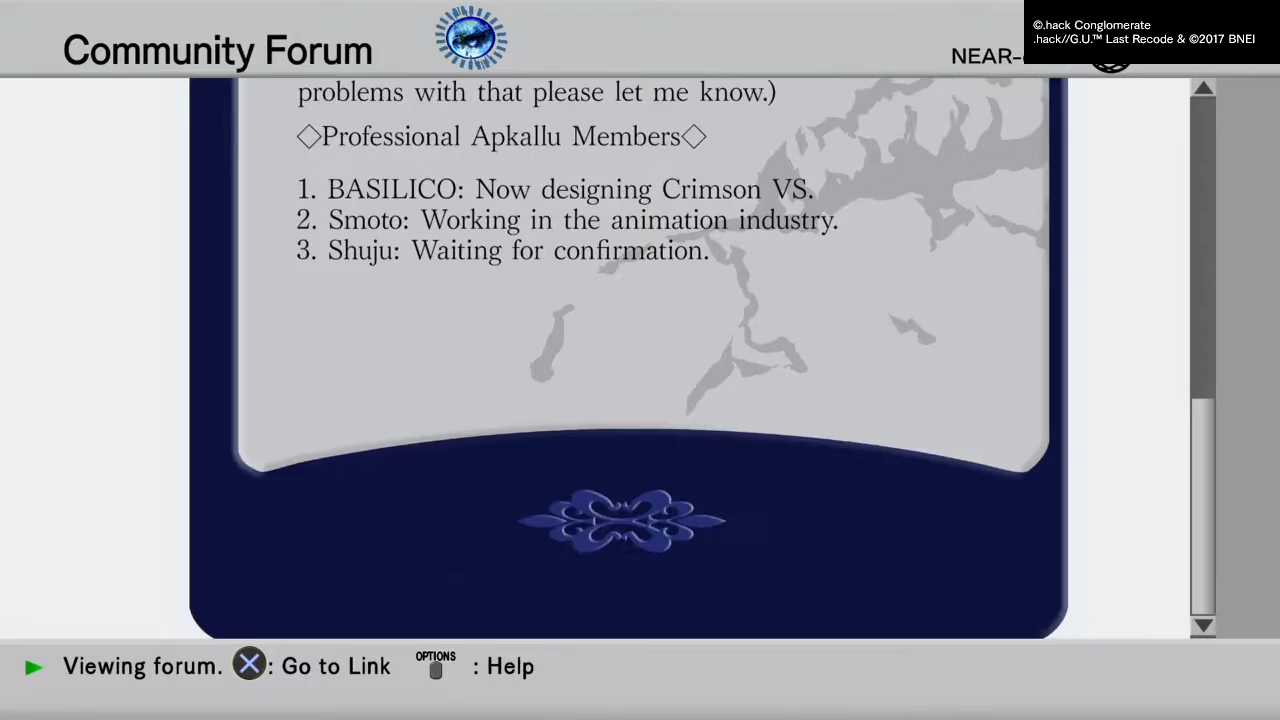 Community Forum
NEAR-
©.hack Conglomerate
.hack//G.U.™ Last Recode & ©2017 BNEI
problems with that please let me know.)
◇Professional Apkallu Members◇
1. BASILICO: Now designing Crimson VS.
2. Smoto: Working in the animation industry.
3. Shuju: Waiting for confirmation.
Viewing forum. : Go to Link OPTIONS : Help